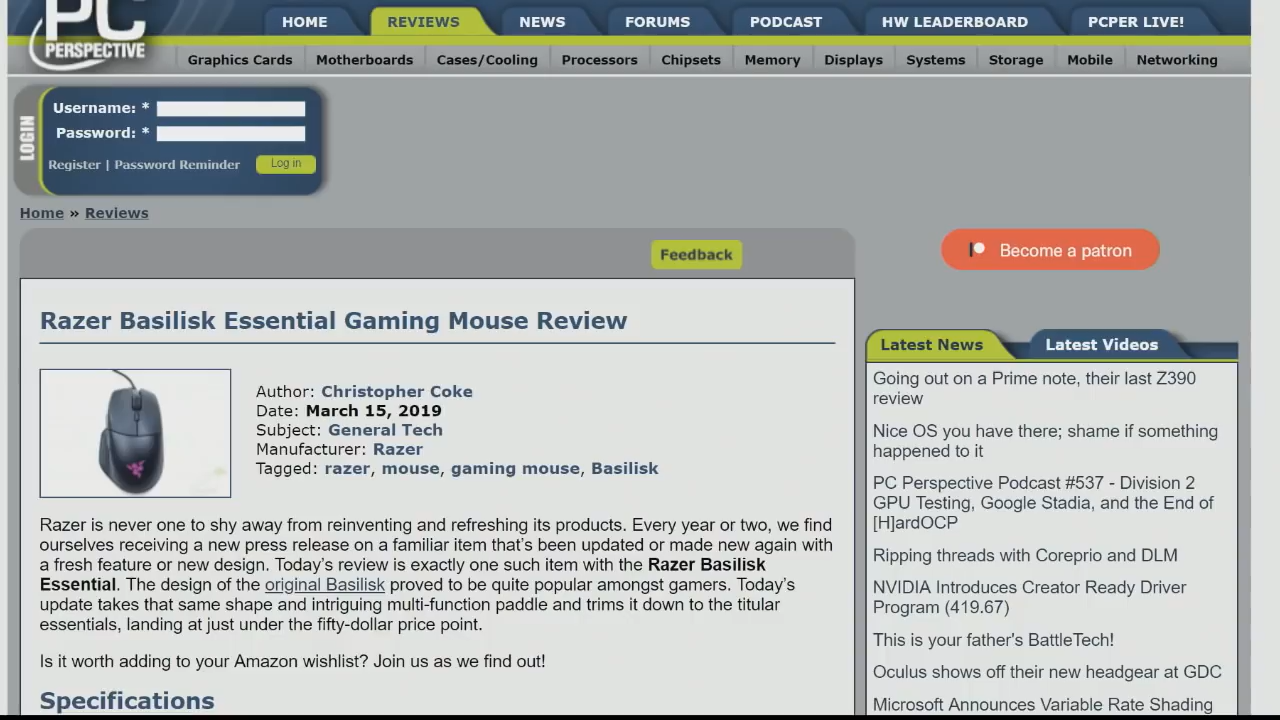 PC
PERSPECTIVE
HOME
REVIEWS
NEWS
FORUMS
PODCAST
HW LEADERBOARD
PCPER LIVE!
Graphics Cards
Motherboards
Cases/Cooling
Processors
Chipsets
Memory
Displays
Systems
Storage
Mobile
Networking
LOGIN
Username: *
Password: *
Register | Password Reminder
Log in
Home » Reviews
Feedback
Become a patron
Razer Basilisk Essential Gaming Mouse Review
Author: Christopher Coke
Date: March 15, 2019
Subject: General Tech
Manufacturer: Razer
Tagged: razer, mouse, gaming mouse, Basilisk
Razer is never one to shy away from reinventing and refreshing its products. Every year or two, we find
ourselves receiving a new press release on a familiar item that’s been updated or made new again with
a fresh feature or new design. Today’s review is exactly one such item with the Razer Basilisk
Essential. The design of the original Basilisk proved to be quite popular amongst gamers. Today’s
update takes that same shape and intriguing multi-function paddle and trims it down to the titular
essentials, landing at just under the fifty-dollar price point.
Is it worth adding to your Amazon wishlist? Join us as we find out!
Specifications
Latest News
Latest Videos
Going out on a Prime note, their last Z390
review
Nice OS you have there; shame if something
happened to it
PC Perspective Podcast #537 - Division 2
GPU Testing, Google Stadia, and the End of
[H]ardOCP
Ripping threads with Coreprio and DLM
NVIDIA Introduces Creator Ready Driver
Program (419.67)
This is your father's BattleTech!
Oculus shows off their new headgear at GDC
Microsoft Announces Variable Rate Shading